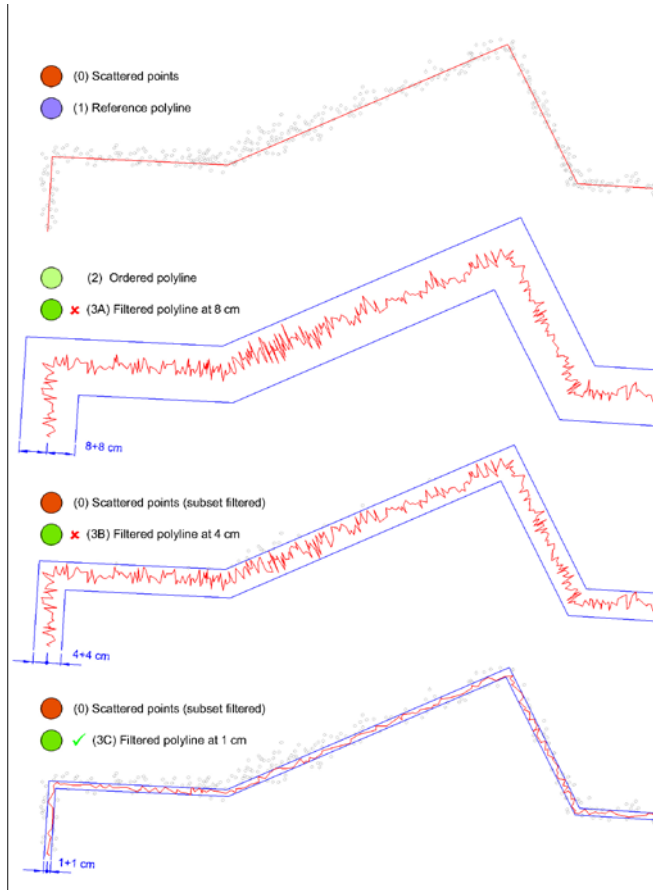 (0) Scattered points
(1) Reference polyline
(2) Ordered polyline
x (3A) Filtered polyline at 8 cm
8+8 cm
(0) Scattered points (subset filtered)
x (3B) Filtered polyline at 4 cm
4+4 cm
(0) Scattered points (subset filtered)
✓ (3C) Filtered polyline at 1 cm
1+1 cm